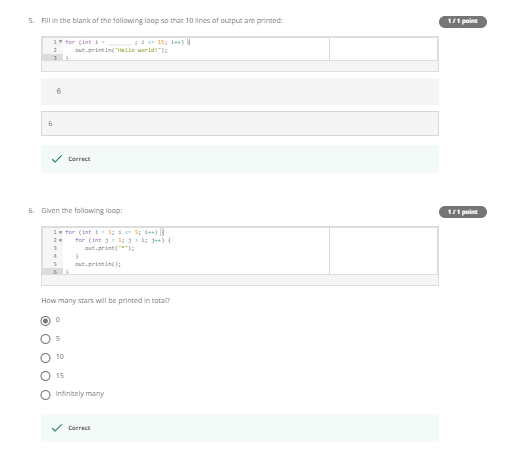 5. Fill in the blank of the following loop so that 10 lines of output are printed:
1 / 1 point
1 for (int i = ______ ; i <= 15; i++) {
2 out.println("Hello world!");
3 }
6
6
Correct
6. Given the following loop:
1 / 1 point
1 for (int i = 1; i <= 5; i++) {
2 for (int j = 1; j > i; j++) {
3 out.print("*");
4 }
5 out.println();
6 }
How many stars will be printed in total?
0
5
10
15
infinitely many
Correct